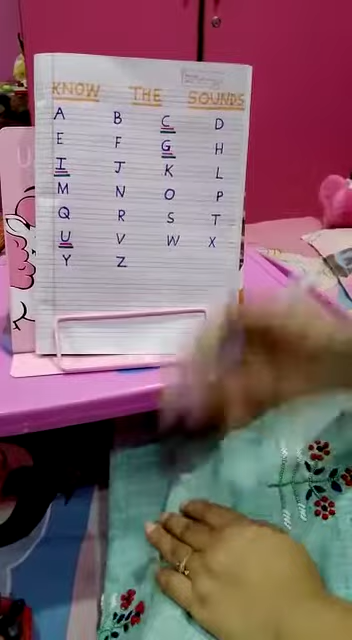 KNOW THE SOUNDS
A B C D
E F G H
I J K L
M N O P
Q R S T
U V W X
Y Z